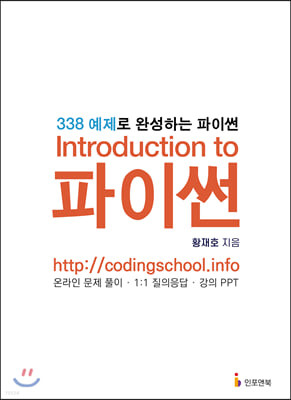 338 예제로 완성하는 파이썬
Introduction to
파이썬
황재호 지음
http://codingschool.info
온라인 문제 풀이 · 1:1 질의응답 · 강의 PPT
인포앤북